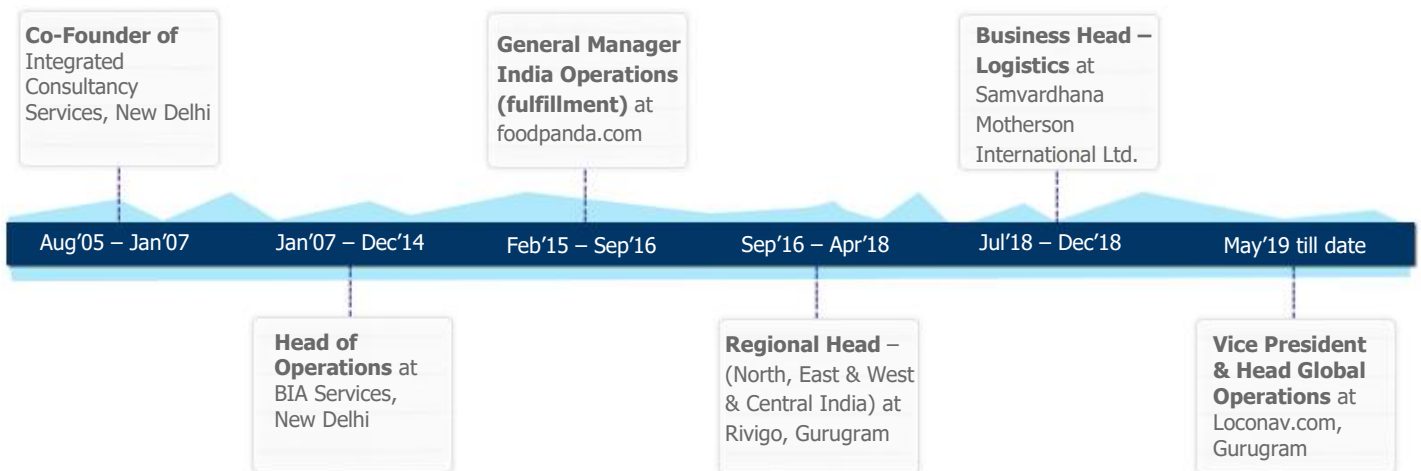 Co-Founder of
Integrated
Consultancy
Services, New Delhi
General Manager
India Operations
(fulfillment) at
foodpanda.com
Business Head –
Logistics at
Samvardhana
Motherson
International Ltd.
Aug’05 – Jan’07
Jan’07 – Dec’14
Feb’15 – Sep’16
Sep’16 – Apr’18
Jul’18 – Dec’18
May’19 till date
Head of
Operations at
BIA Services,
New Delhi
Regional Head –
(North, East & West
& Central India) at
Rivigo, Gurugram
Vice President
& Head Global
Operations at
Loconav.com,
Gurugram